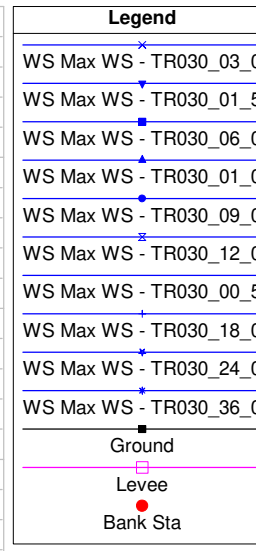 Legend
WS Max WS - TR030_03_0
WS Max WS - TR030_01_5
WS Max WS - TR030_06_0
WS Max WS - TR030_01_0
WS Max WS - TR030_09_0
WS Max WS - TR030_12_0
WS Max WS - TR030_00_5
WS Max WS - TR030_18_0
WS Max WS - TR030_24_0
WS Max WS - TR030_36_0
Ground
Levee
Bank Sta